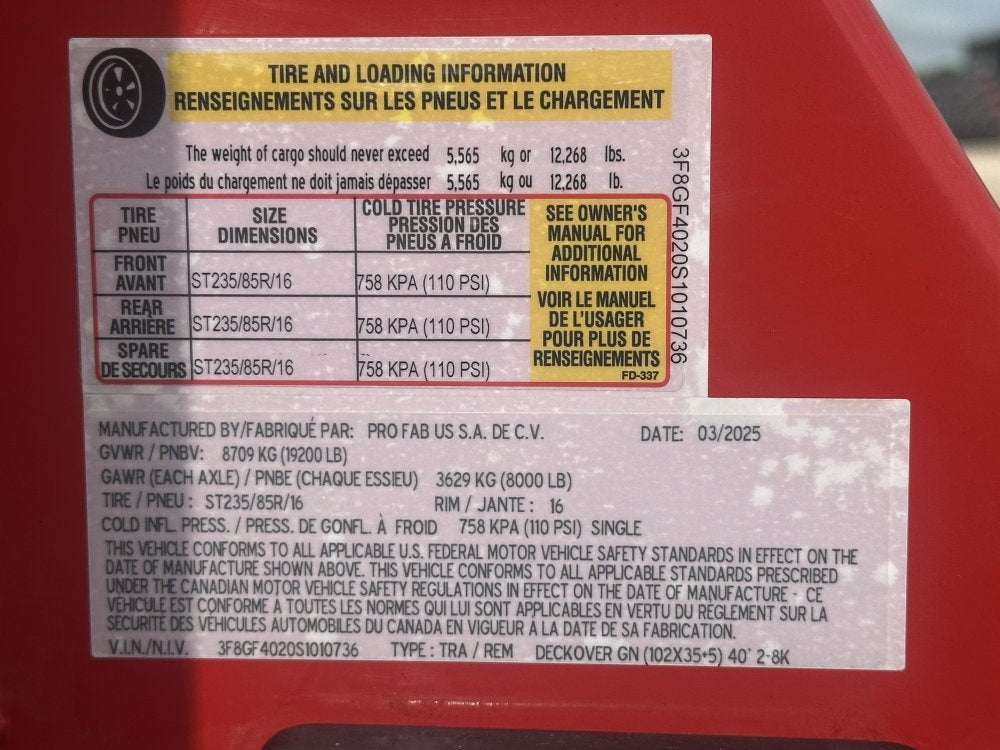 TIRE AND LOADING INFORMATION
RENSEIGNEMENTS SUR LES PNEUS ET LE CHARGEMENT
The weight of cargo should never exceed 5,565 kg or 12,268 lbs.
Le poids du chargement ne doit jamais dépasser 5,565 kg ou 12,268 lb.
TIRE PNEU
SIZE DIMENSIONS
COLD TIRE PRESSURE PRESSION DES PNEUS A FROID
FRONT AVANT ST235/85R/16 758 KPA (110 PSI)
REAR ARRIÈRE ST235/85R/16 758 KPA (110 PSI)
SPARE DE SECOURS ST235/85R/16 758 KPA (110 PSI)
SEE OWNER'S
MANUAL FOR
ADDITIONAL
INFORMATION
VOIR LE MANUEL
DE L'USAGER
POUR PLUS DE
RENSEIGNEMENTS
FD-337
3F8GF4020S1010736
MANUFACTURED BY/FABRIQUÉ PAR: PRO FAB US S.A. DE C.V. DATE: 03/2025
GVWR / PNBV: 8709 KG (19200 LB)
GAWR (EACH AXLE) / PNBE (CHAQUE ESSIEU) 3629 KG (8000 LB)
TIRE / PNEU : ST235/85R/16 RIM / JANTE : 16
COLD INFL. PRESS. / PRESS. DE GONFL. À FROID 758 KPA (110 PSI) SINGLE
THIS VEHICLE CONFORMS TO ALL APPLICABLE U.S. FEDERAL MOTOR VEHICLE SAFETY STANDARDS IN EFFECT ON THE
DATE OF MANUFACTURE SHOWN ABOVE. THIS VEHICLE CONFORMS TO ALL APPLICABLE STANDARDS PRESCRIBED
UNDER THE CANADIAN MOTOR VEHICLE SAFETY REGULATIONS IN EFFECT ON THE DATE OF MANUFACTURE - CE
VÉHICULE EST CONFORME À TOUTES LES NORMES QUI LUI SONT APPLICABLES EN VERTU DU RÈGLEMENT SUR LA
SÉCURITÉ DES VÉHICULES AUTOMOBILES DU CANADA EN VIGUEUR À LA DATE DE SA FABRICATION.
V.I.N./N.I.V. 3F8GF4020S1010736 TYPE : TRA / REM DECKOVER GN (102X35+5) 40' 2-8K